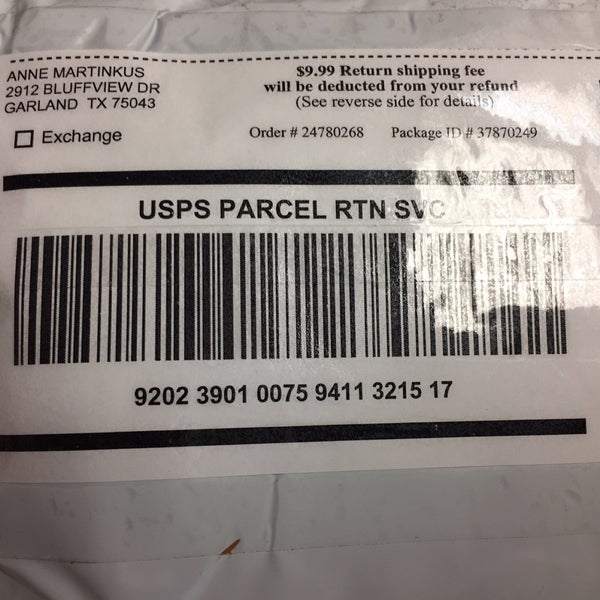 ANNE MARTINKUS
2912 BLUFFVIEW DR
GARLAND TX 75043
Exchange
$9.99 Return shipping fee
will be deducted from your refund
(See reverse side for details)
Order # 24780268 Package ID # 37870249
USPS PARCEL RTN SVC
9202 3901 0075 9411 3215 17